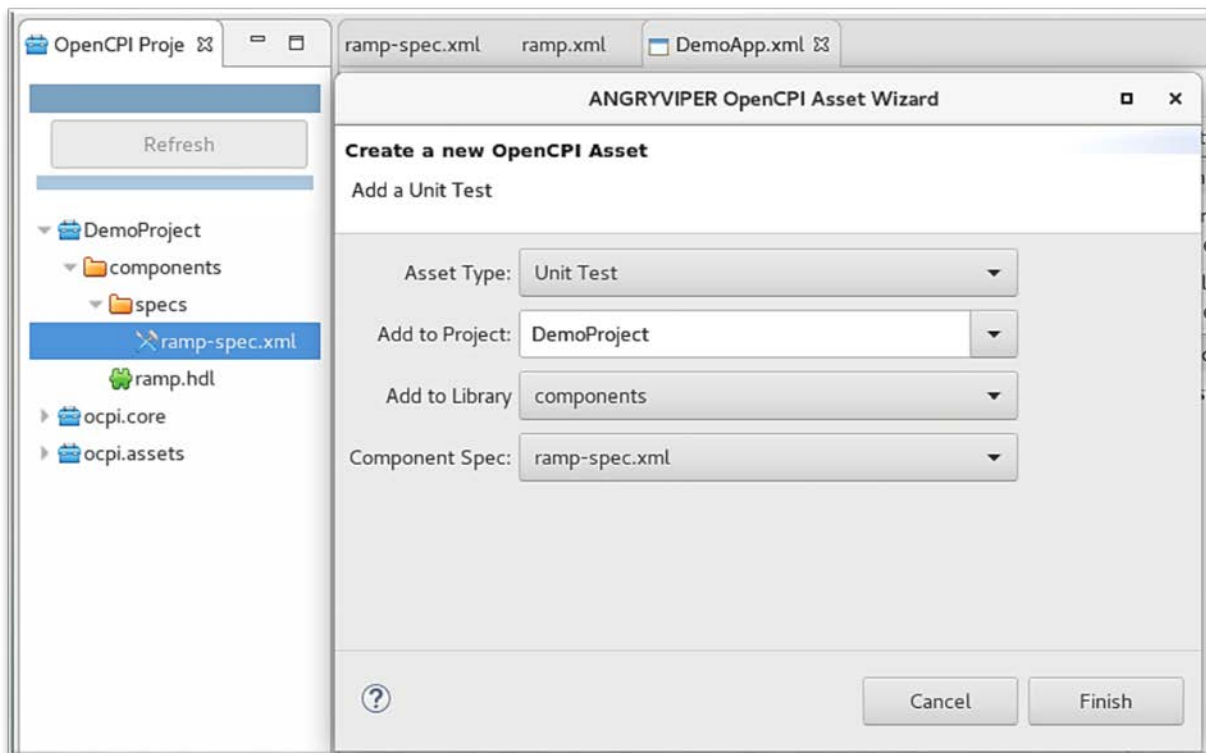 OpenCPI Proje
ramp-spec.xml ramp.xml DemoApp.xml
Refresh
DemoProject
components
specs
ramp-spec.xml
ramp.hdl
ocpi.core
ocpi.assets
ANGRYVIPER OpenCPI Asset Wizard
Create a new OpenCPI Asset
Add a Unit Test
Asset Type: Unit Test
Add to Project: DemoProject
Add to Library components
Component Spec: ramp-spec.xml
?
Cancel Finish